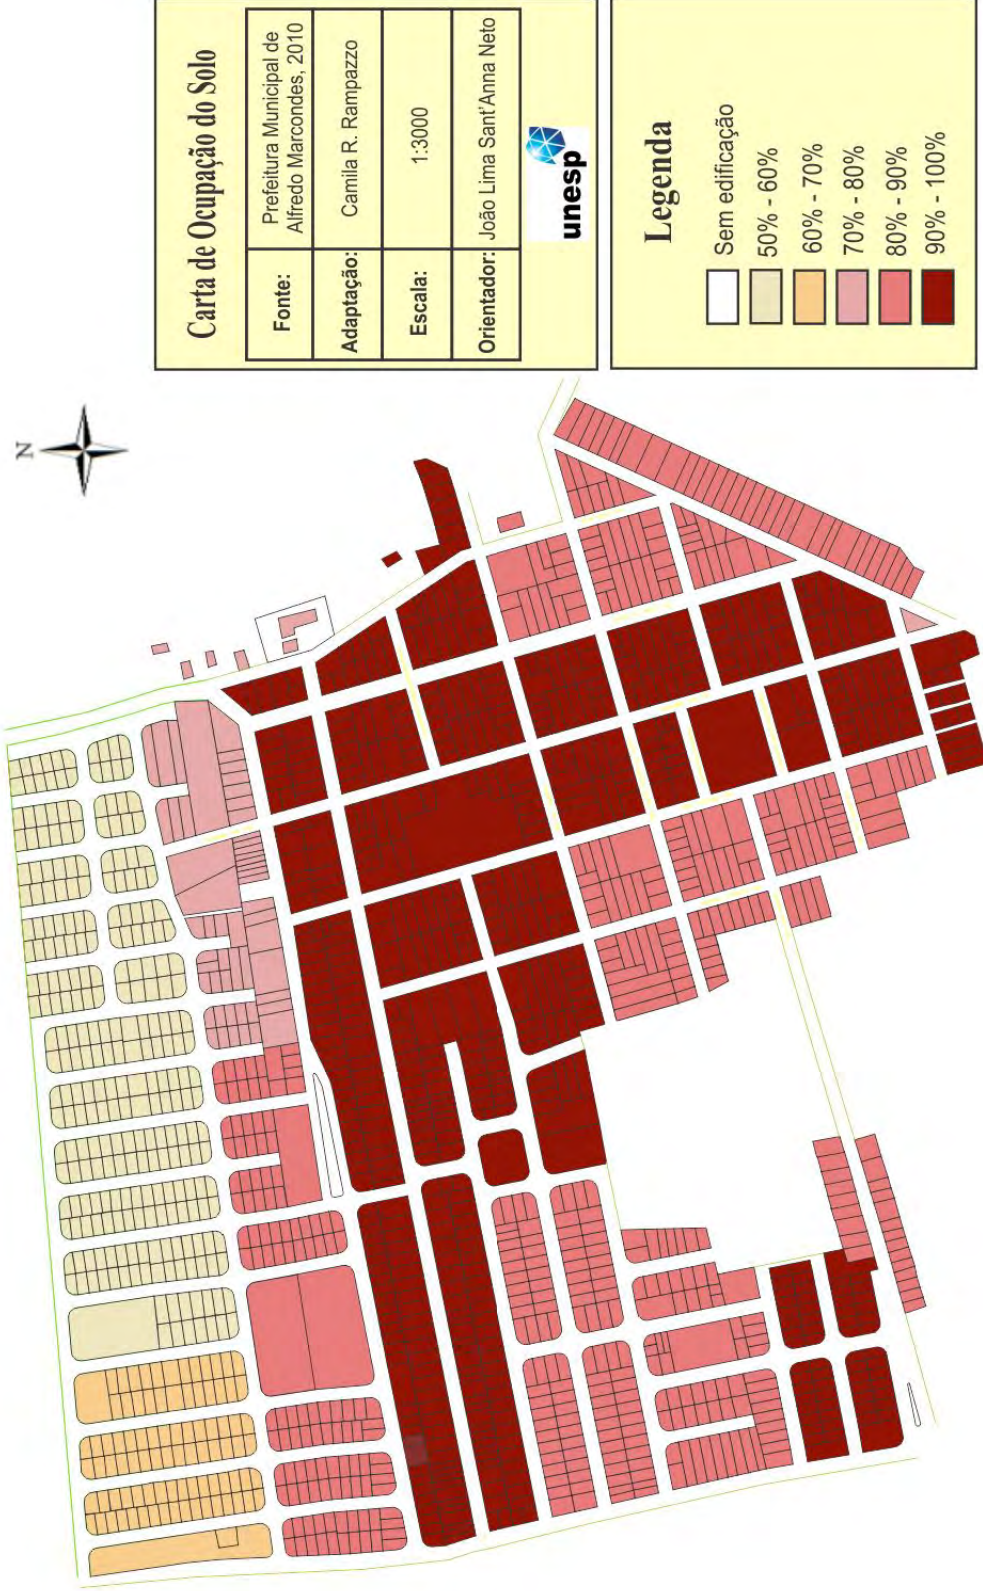 N
Carta de Ocupação do Solo
Fonte:
Prefeitura Municipal de
Alfredo Marcondes, 2010
Adaptação:
Camila R. Rampazzo
Escala:
1:3000
Orientador:
João Lima Sant'Anna Neto
unesp
Legenda
Sem edificação
50% - 60%
60% - 70%
70% - 80%
80% - 90%
90% - 100%